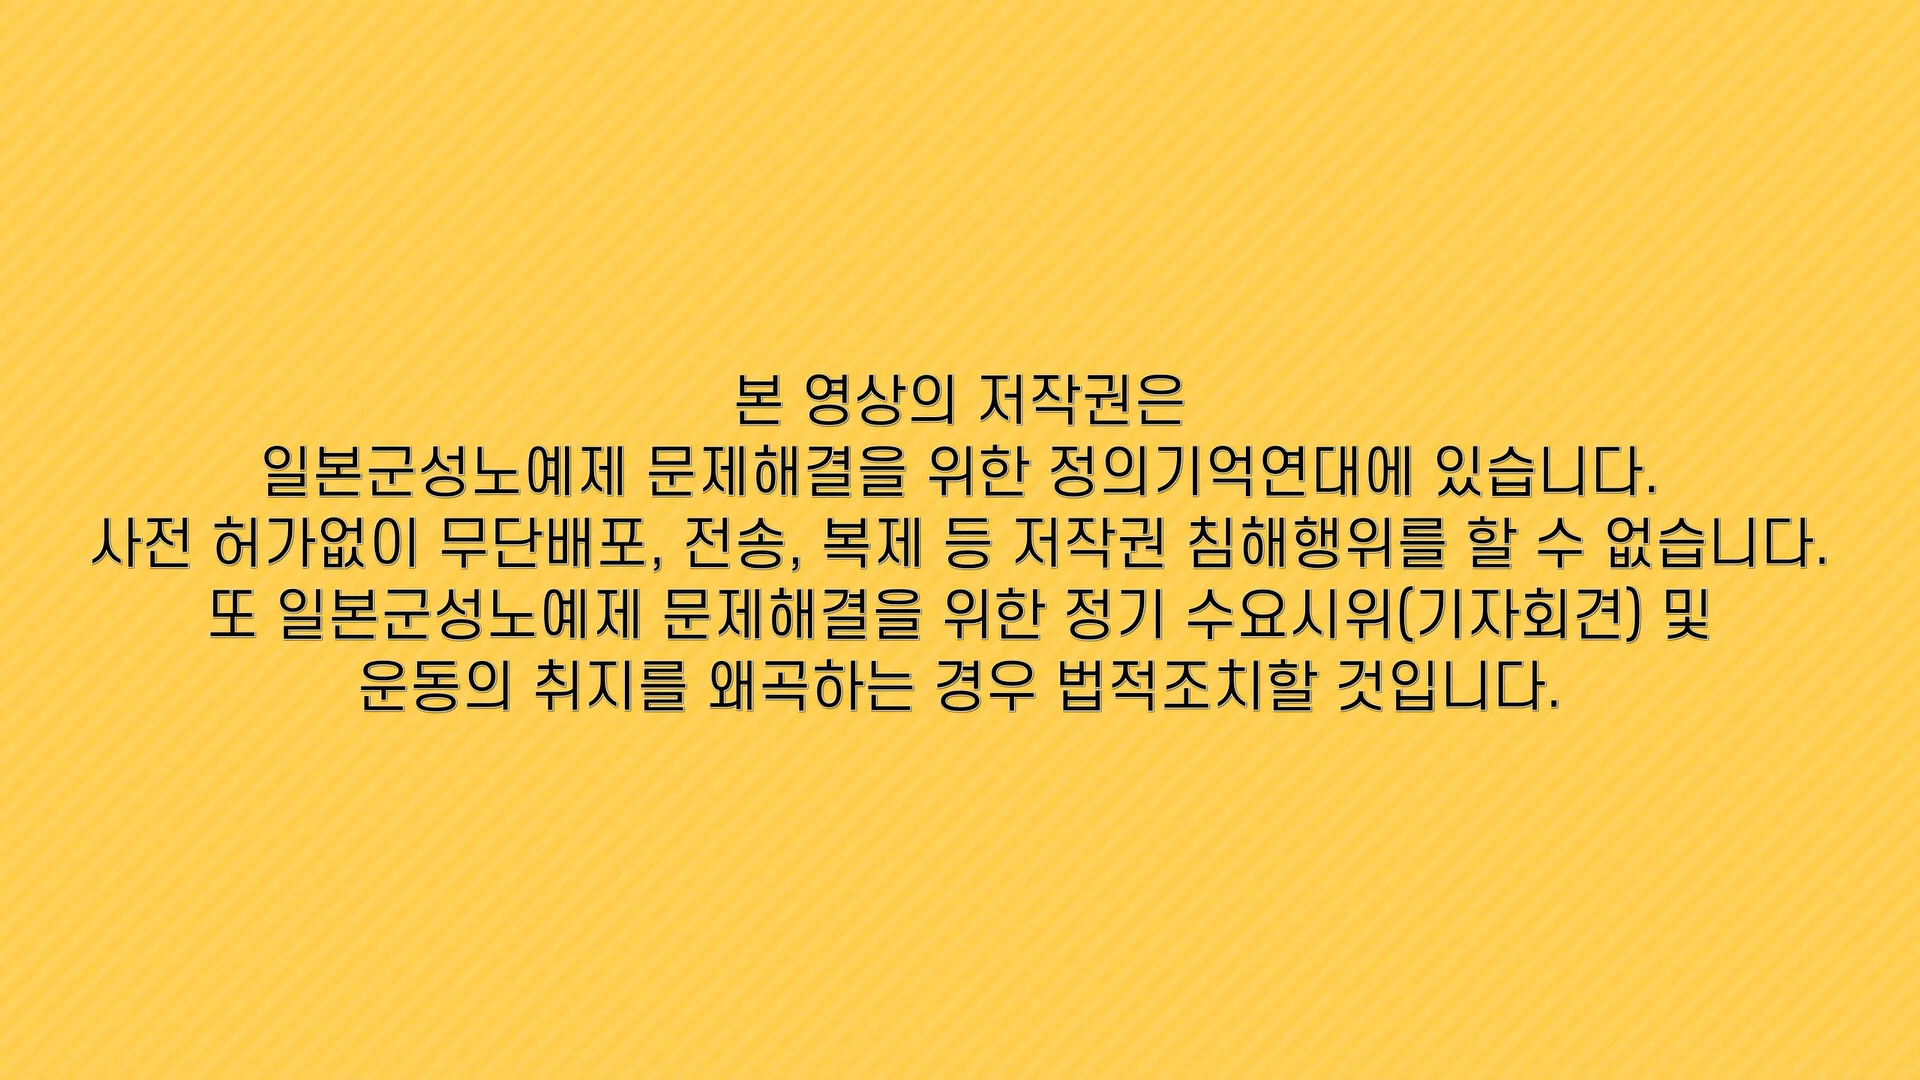 본 영상의 저작권은
일본군성노예제 문제해결을 위한 정의기억연대에 있습니다.
사전 허가없이 무단배포, 전송, 복제 등 저작권 침해행위를 할 수 없습니다.
또 일본군성노예제 문제해결을 위한 정기 수요시위(기자회견) 및
운동의 취지를 왜곡하는 경우 법적조치할 것입니다.